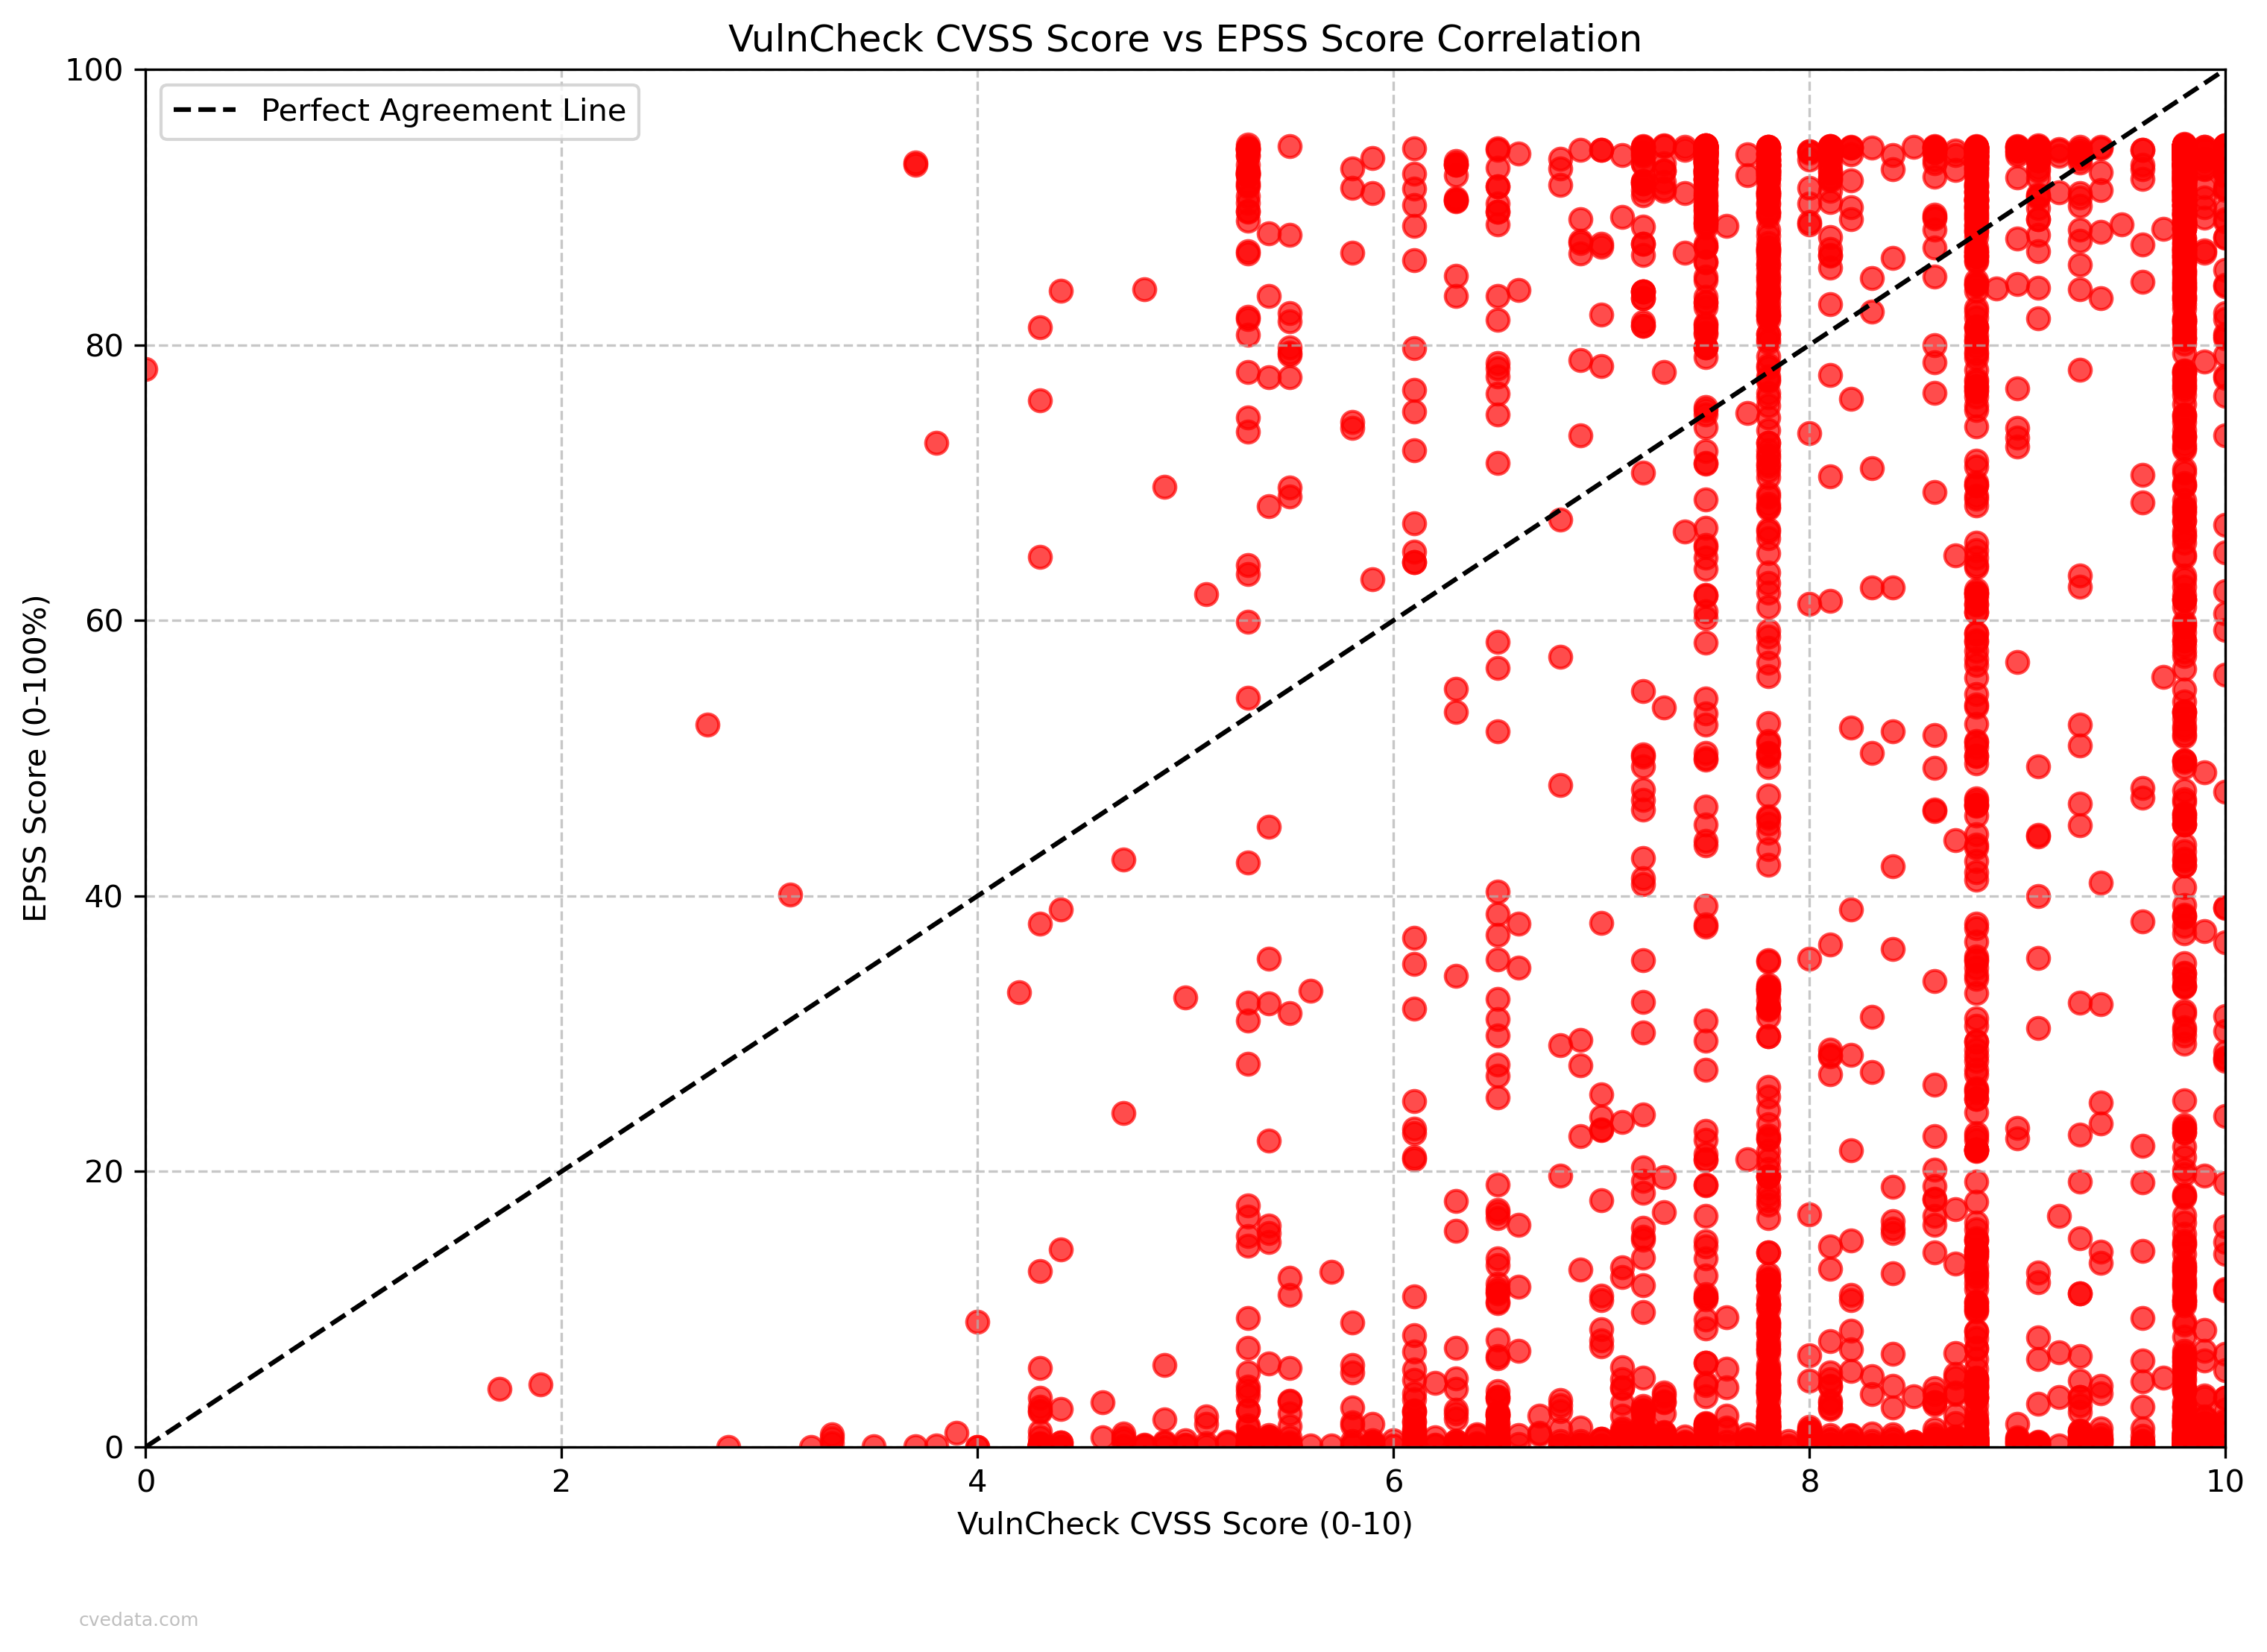 VulnCheck CVSS Score vs EPSS Score Correlation
100
80
60
40
20
0
EPSS Score (0-100%)
Perfect Agreement Line
0 2 4 6 8 10
VulnCheck CVSS Score (0-10)
cvedata.com